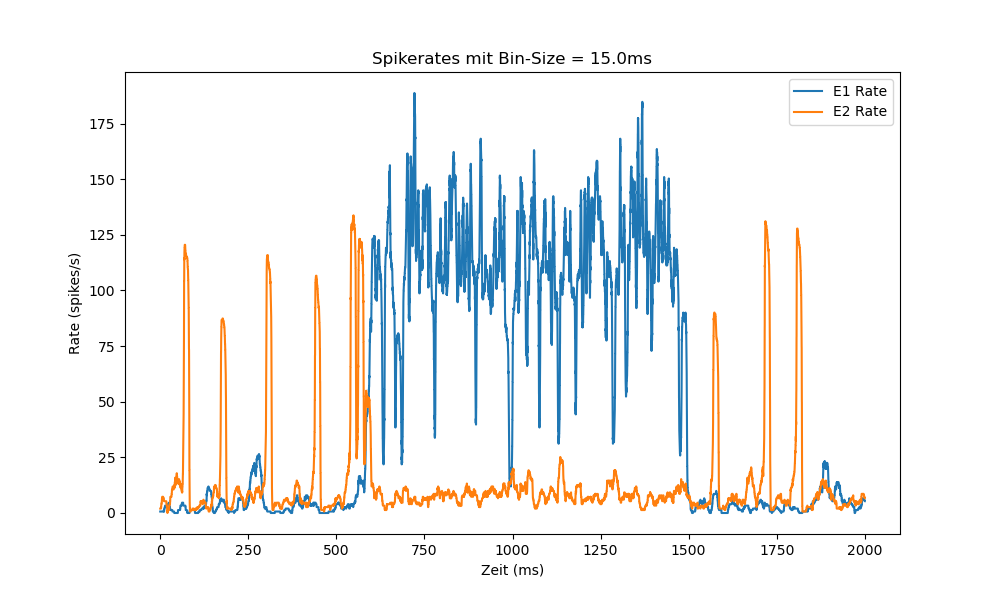 Spikerates mit Bin-Size = 15.0ms
E1 Rate
E2 Rate
175
150
125
100
75
50
25
0
Rate (spikes/s)
0 250 500 750 1000 1250 1500 1750 2000
Zeit (ms)